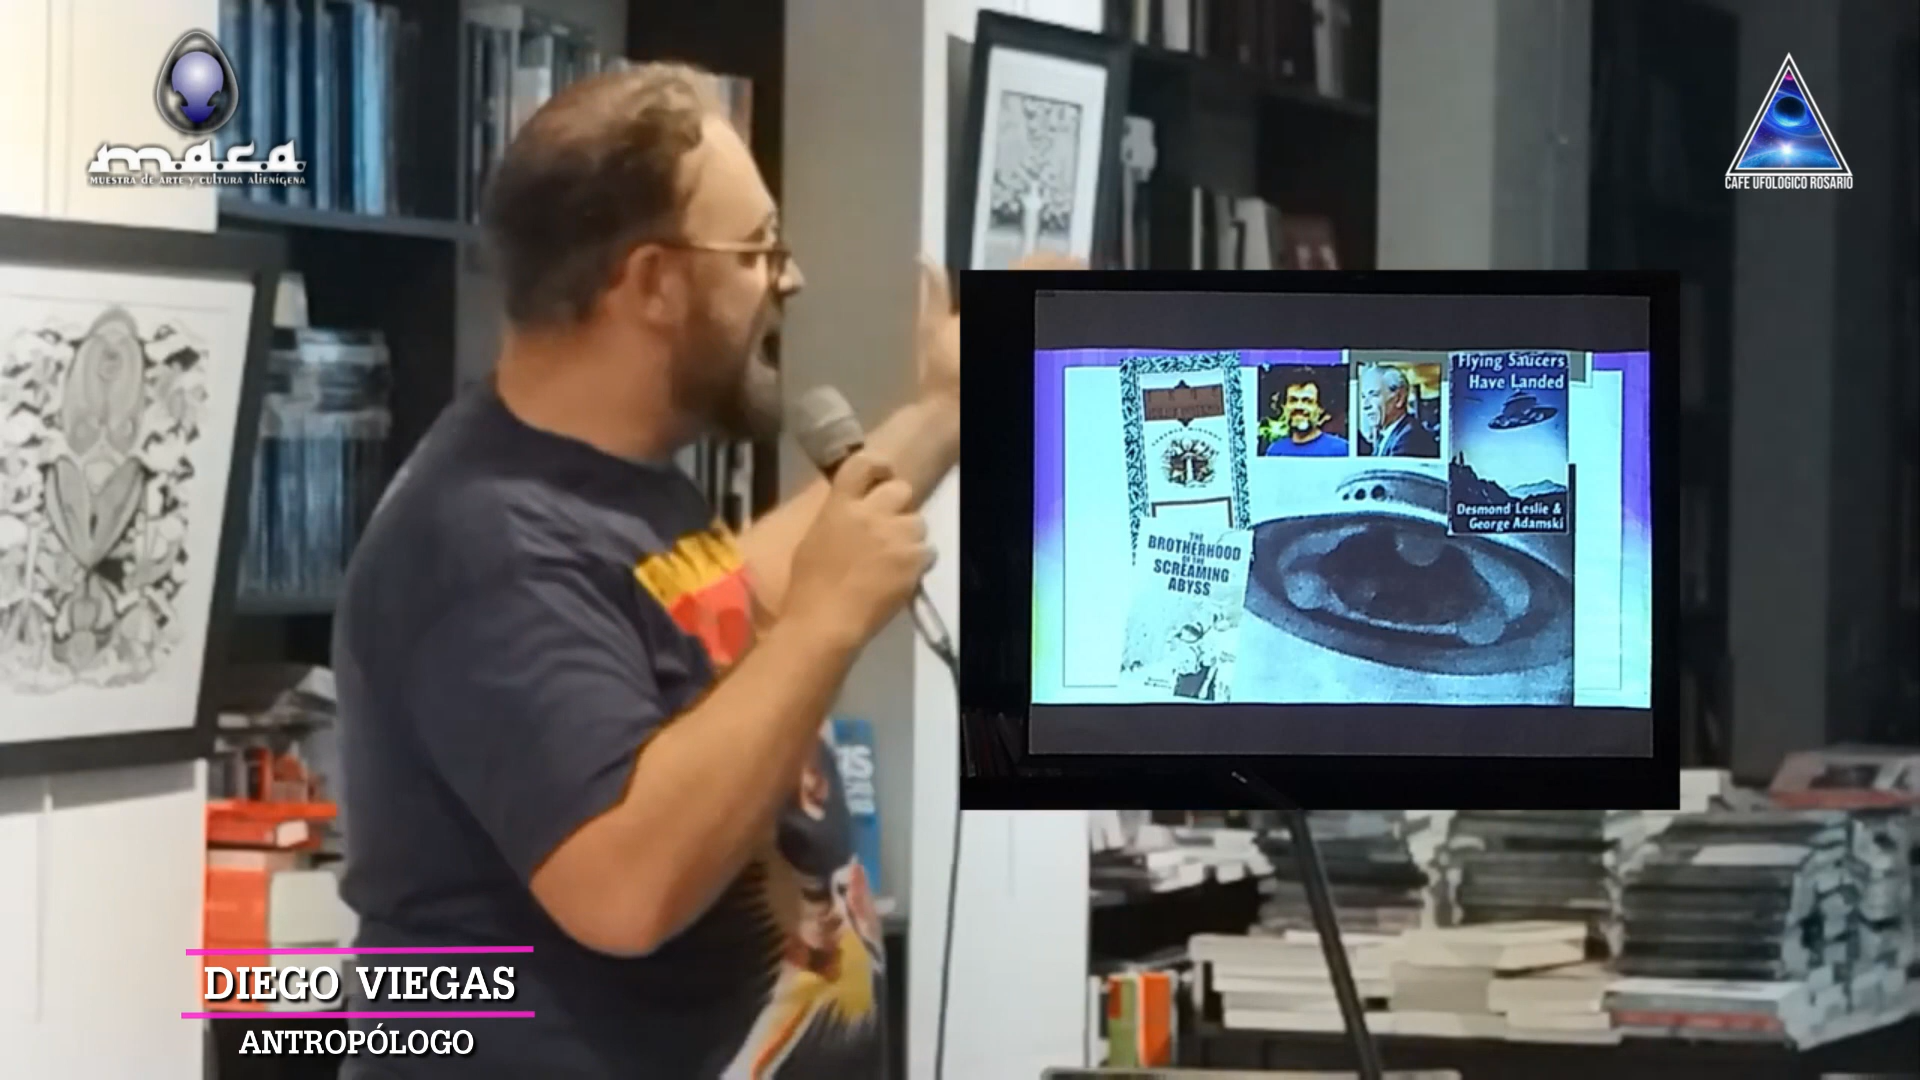 m.a.c.a
MUESTRA de ARTE y CULTURA ALIENÍGENA
CAFE UFOLOGICO ROSARIO
Flying Saucers
Have Landed
Desmond Leslie &
George Adamski
THE
BROTHERHOOD
OF THE
SCREAMING
ABYSS
DIEGO VIEGAS
ANTROPÓLOGO